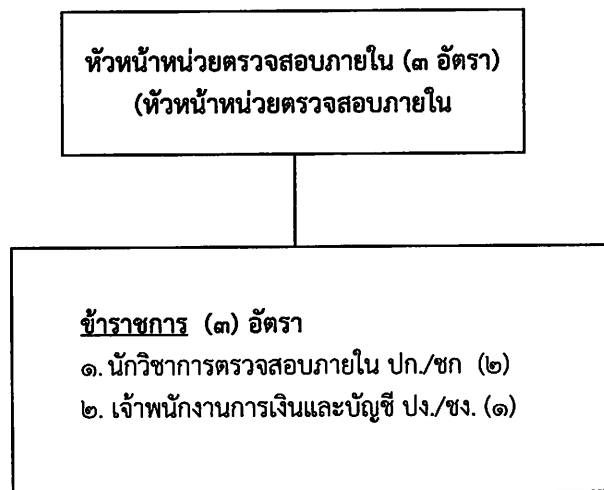 หัวหน้าหน่วยตรวจสอบภายใน (๓ อัตรา)
(หัวหน้าหน่วยตรวจสอบภายใน
ข้าราชการ (๓) อัตรา
๑. นักวิชาการตรวจสอบภายใน ปก./ชก (๒)
๒. เจ้าพนักงานการเงินและบัญชี ปง./ชง. (๑)